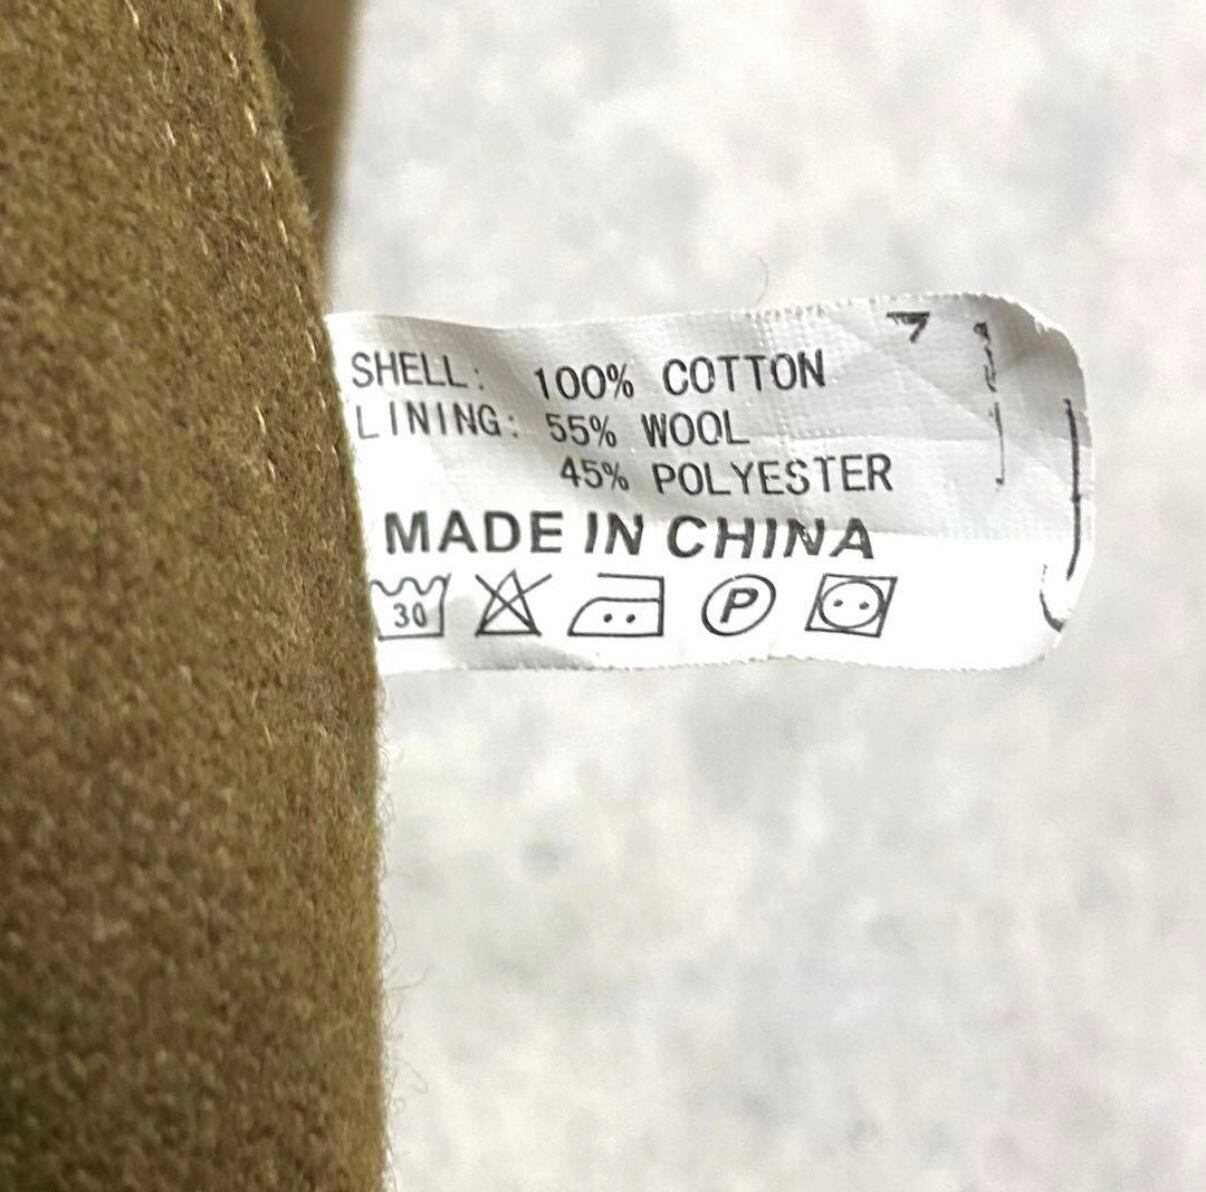 SHELL: 100% COTTON
LINING: 55% WOOL
45% POLYESTER
MADE IN CHINA
30 P